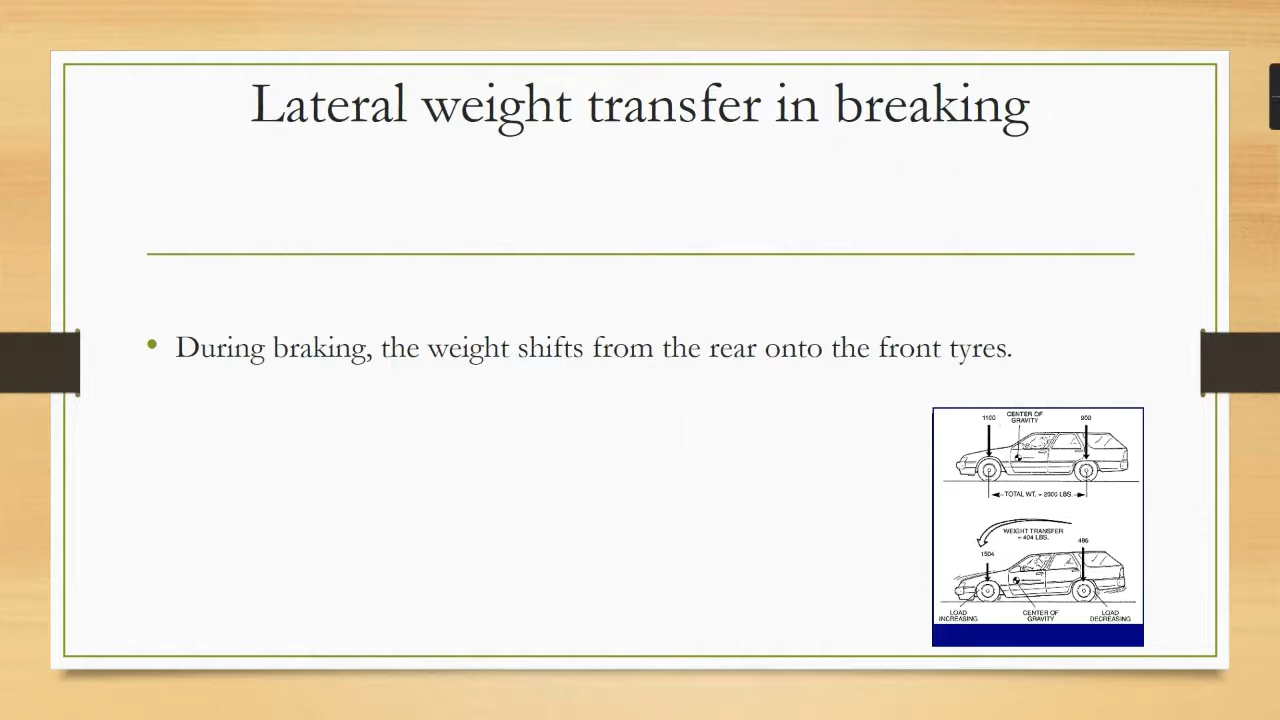 Lateral weight transfer in breaking
• During braking, the weight shifts from the rear onto the front tyres.
1100
CENTER OF
GRAVITY
900
TOTAL WT. = 2000 LBS.
WEIGHT TRANSFER
= 404 LBS.
1504
496
LOAD
INCREASING
CENTER OF
GRAVITY
LOAD
DECREASING